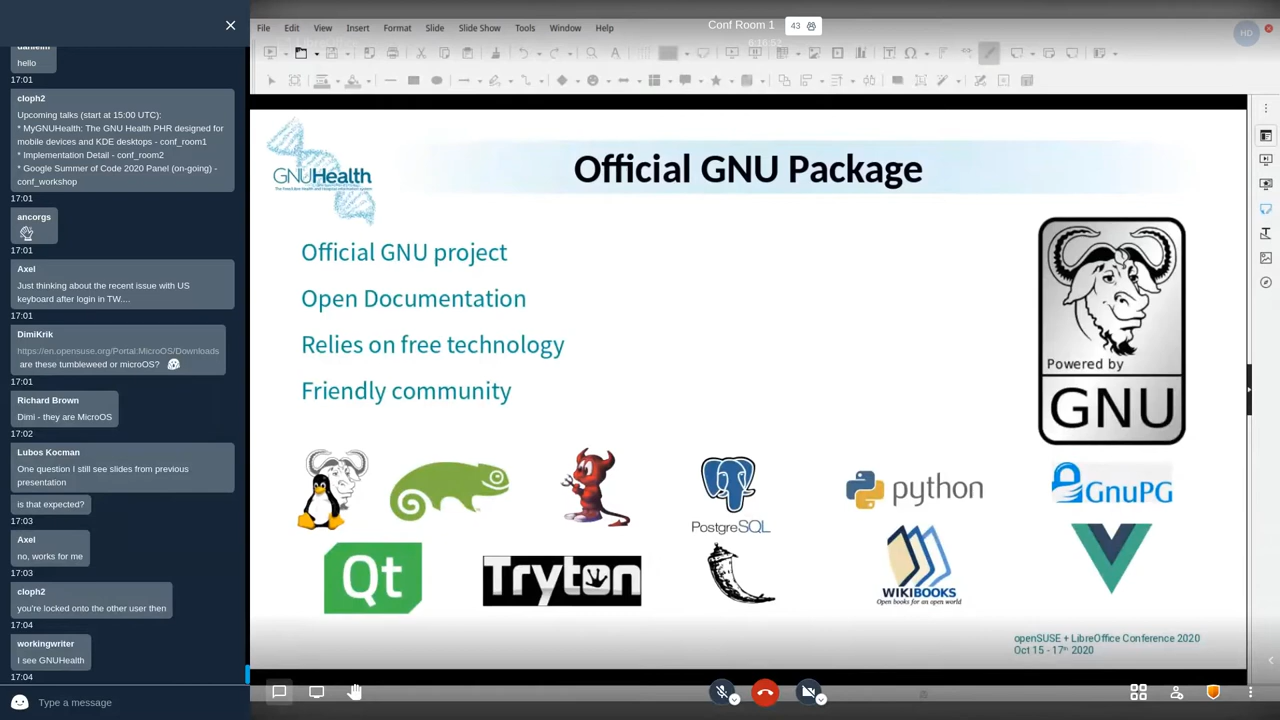 danielm
hello
17:01
cloph2
Upcoming talks (start at 15:00 UTC):
* MyGNUHealth: The GNU Health PHR designed for
mobile devices and KDE desktops - conf_room1
* Implementation Detail - conf_room2
* Google Summer of Code 2020 Panel (on-going) -
conf_workshop
17:01
ancorgs
17:01
Axel
Just thinking about the recent issue with US
keyboard after login in TW....
17:01
DimiKrik
https://en.opensuse.org/Portal:MicroOS/Downloads
are these tumbleweed or microOS?
17:01
Richard Brown
Dimi - they are MicroOS
17:02
Lubos Kocman
One question I still see slides from previous
presentation
is that expected?
17:03
Axel
no, works for me
17:03
cloph2
you're locked onto the other user then
17:04
workingwriter
I see GNUHealth
17:04
Type a message
File Edit View Insert Format Slide Slide Show Tools Window Help
Conf Room 1
43
HD
GNUHealth
Official GNU Package
Official GNU project
Open Documentation
Relies on free technology
Friendly community
Powered by
GNU
PostgreSQL
python
GnuPG
Qt
Tryton
WIKIBOOKS
Open books for an open world
openSUSE + LibreOffice Conference 2020
Oct 15 - 17th 2020